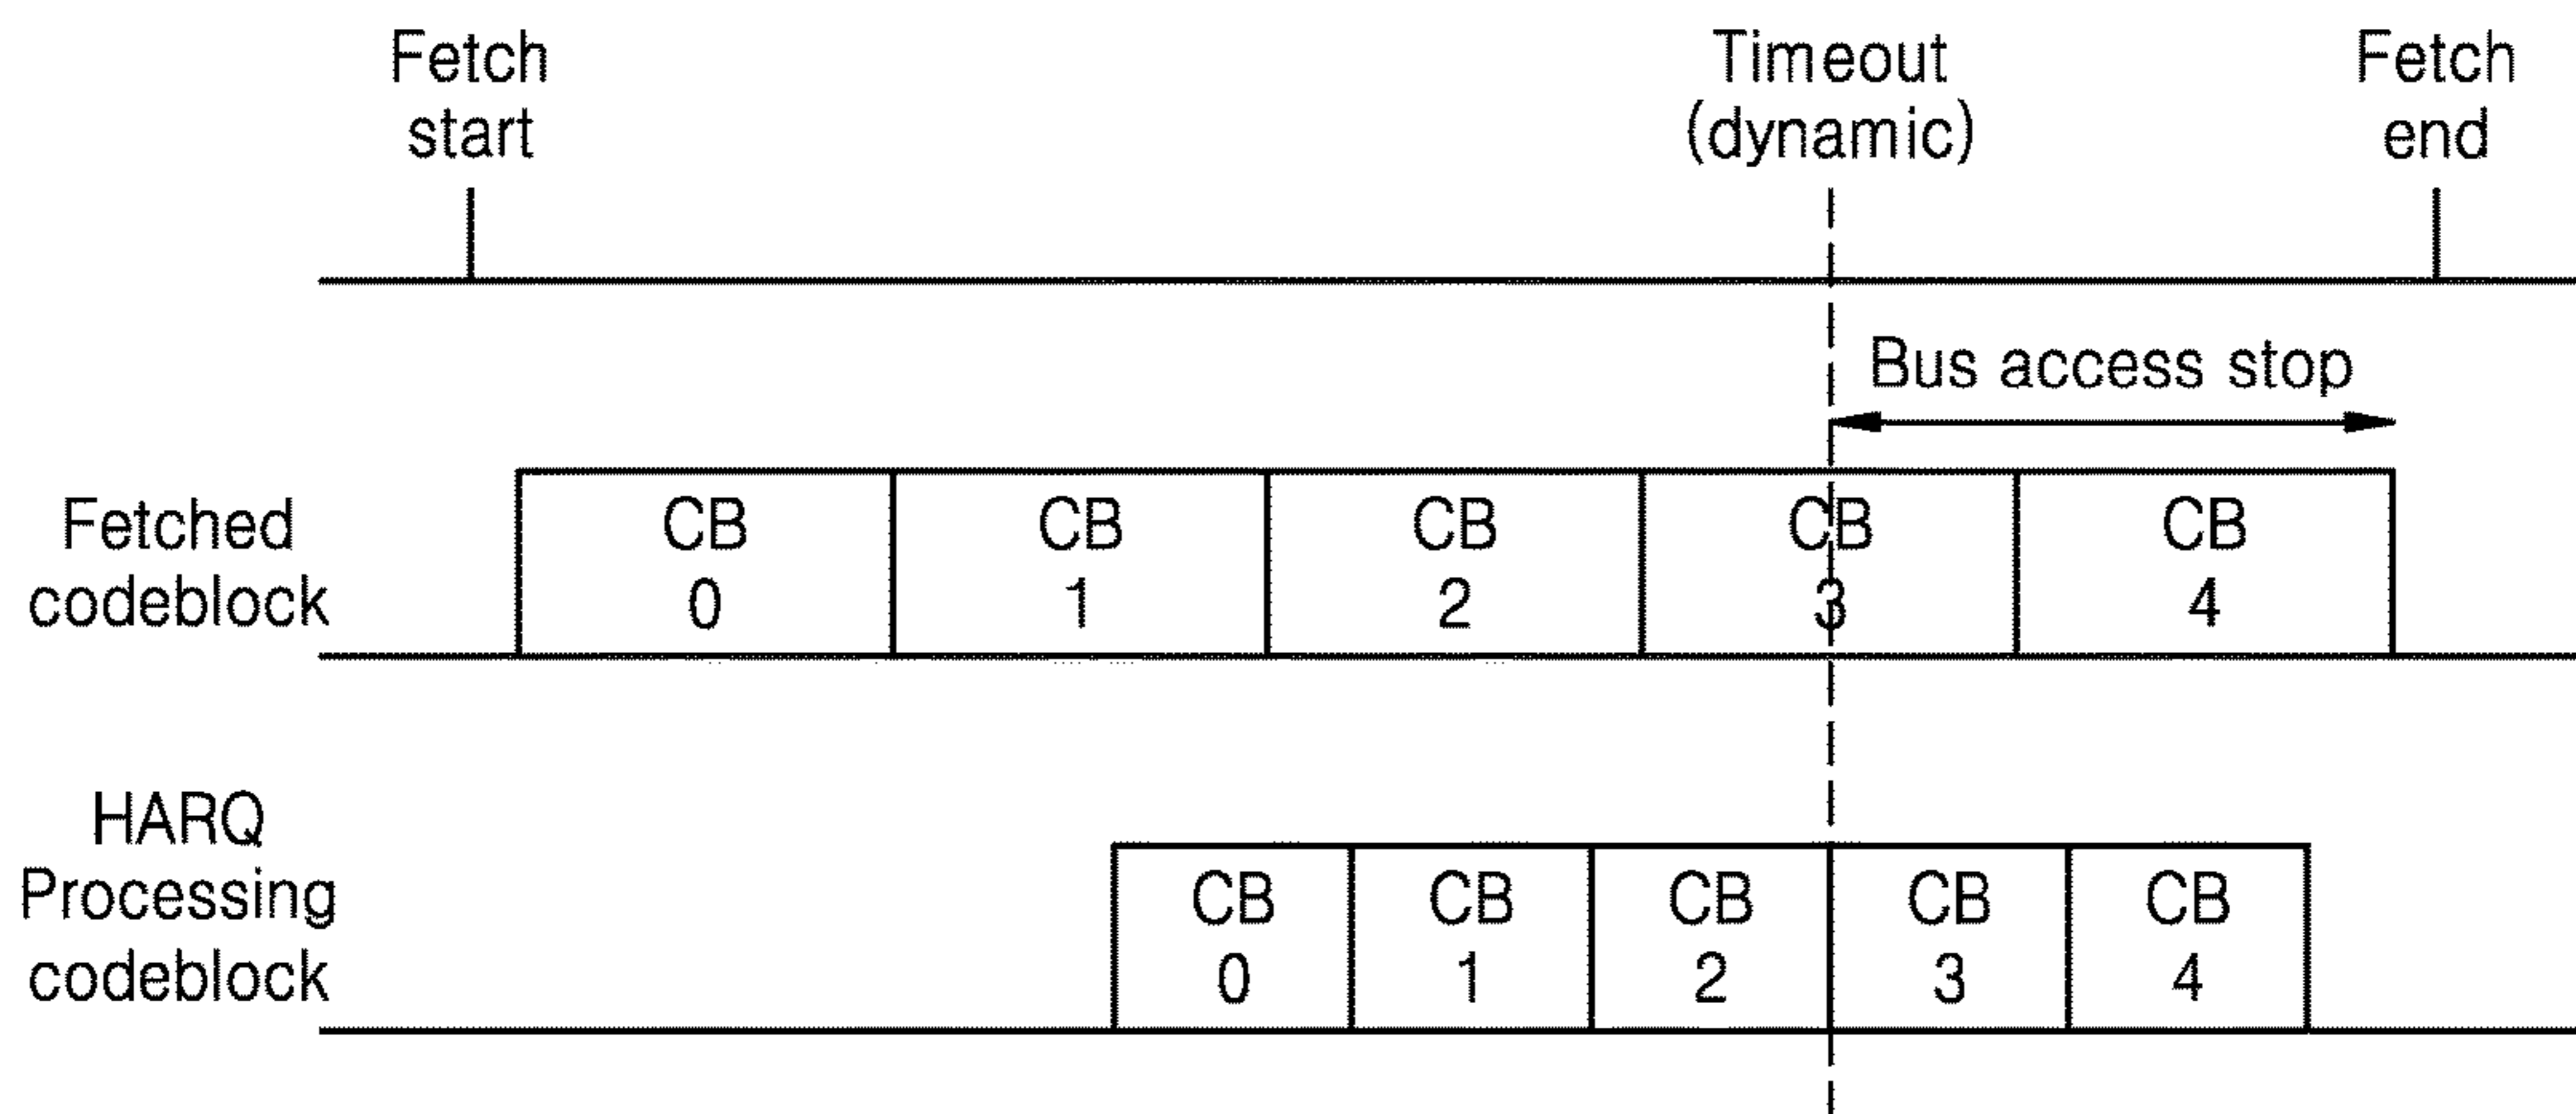 Fetch
start
Timeout
(dynamic)
Fetch
end
Bus access stop
Fetched
codeblock
CB
0
CB
1
CB
2
CB
3
CB
4
HARQ
Processing
codeblock
CB
0
CB
1
CB
2
CB
3
CB
4